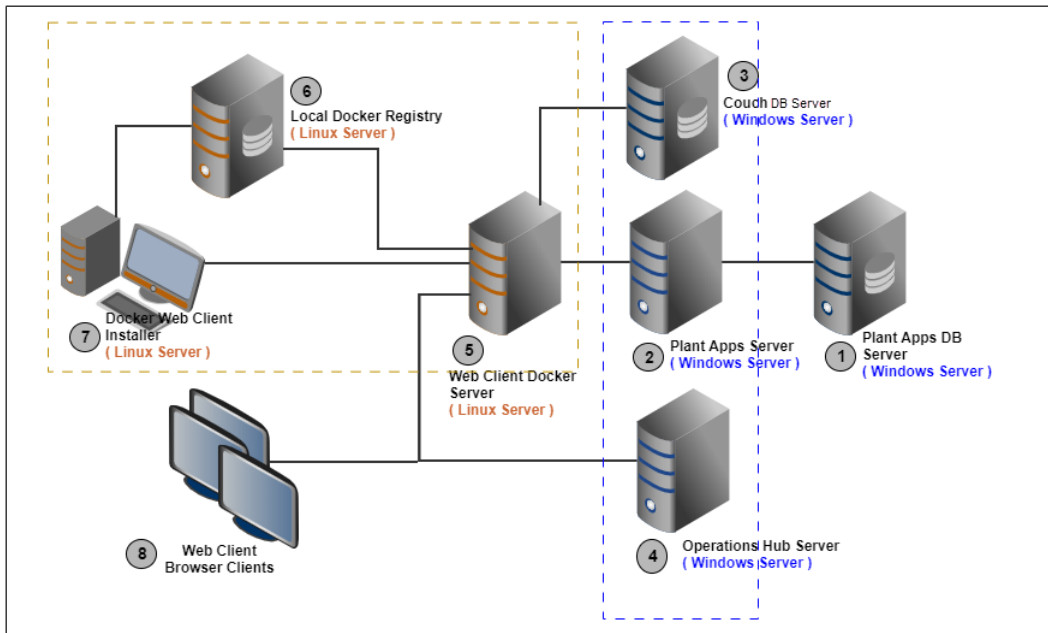 6
Local Docker Registry
( Linux Server )
3
Couch DB Server
( Windows Server )
7
Docker Web Client
Installer
( Linux Server )
5
Web Client Docker
Server
( Linux Server )
2
Plant Apps Server
( Windows Server )
1
Plant Apps DB
Server
( Windows Server )
8
Web Client
Browser Clients
4
Operations Hub Server
( Windows Server )